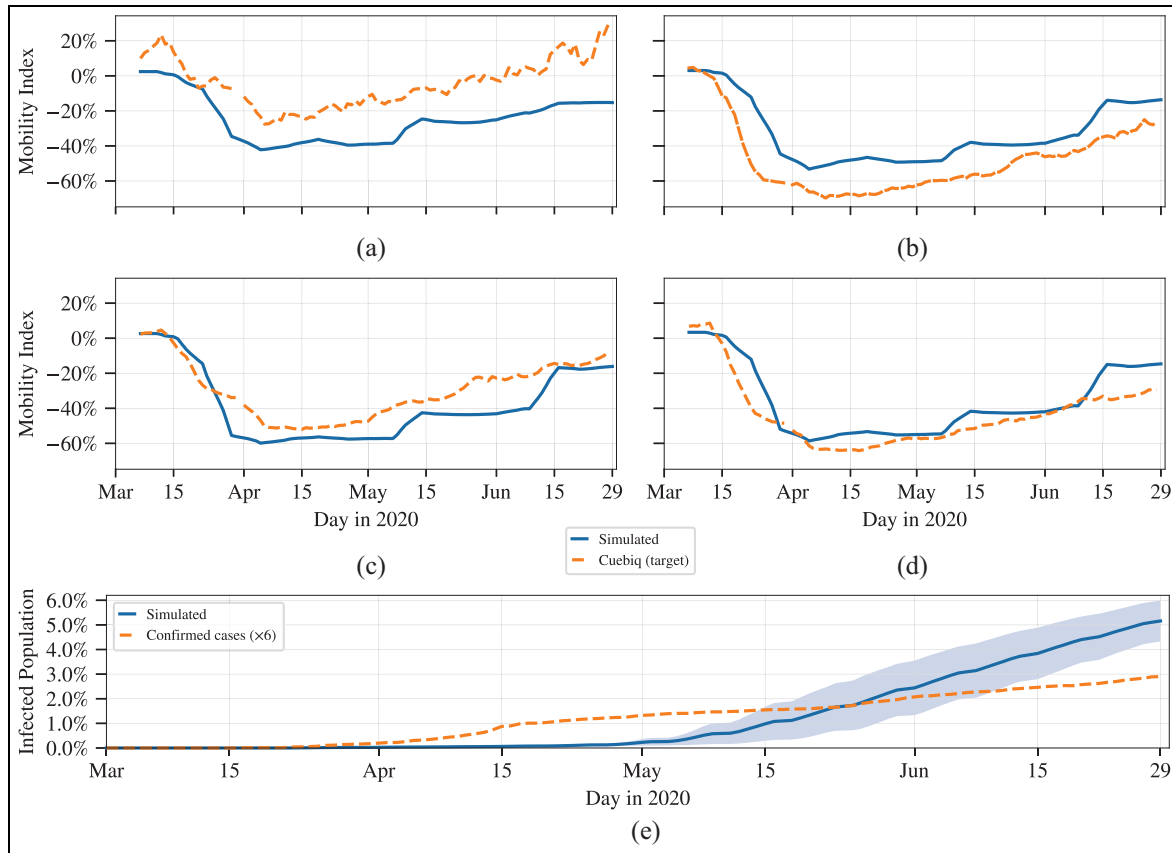 20%
0%
−20%
−40%
−60%
Mobility Index
(a)
(b)
20%
0%
−20%
−40%
−60%
Mobility Index
Mar 15 Apr 15 May 15 Jun 15 29
Mar 15 Apr 15 May 15 Jun 15 29
Day in 2020
Day in 2020
Simulated
Cuebiq (target)
(c)
(d)
6.0%
5.0%
4.0%
3.0%
2.0%
1.0%
0.0%
Infected Population
Simulated
Confirmed cases (×6)
Mar 15 Apr 15 May 15 Jun 15 29
Day in 2020
(e)